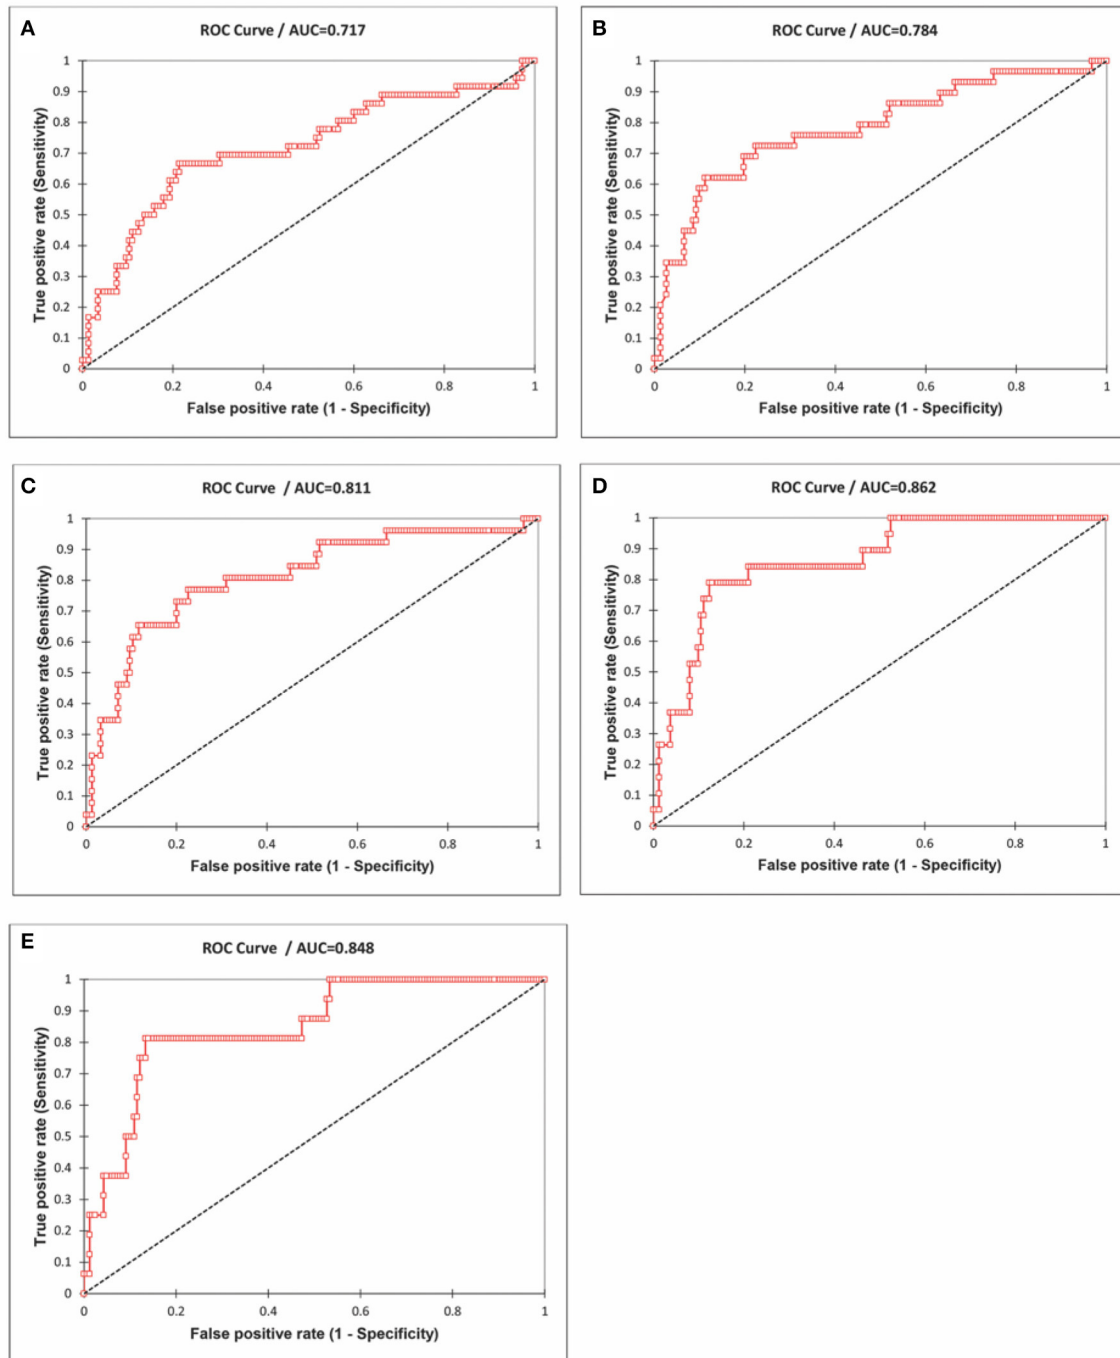 A
ROC Curve / AUC=0.717
1
0.9
0.8
0.7
0.6
0.5
0.4
0.3
0.2
0.1
0
True positive rate (Sensitivity)
0 0.2 0.4 0.6 0.8 1
False positive rate (1 - Specificity)
B
ROC Curve / AUC=0.784
1
0.9
0.8
0.7
0.6
0.5
0.4
0.3
0.2
0.1
0
True positive rate (Sensitivity)
0 0.2 0.4 0.6 0.8 1
False positive rate (1 - Specificity)
C
ROC Curve / AUC=0.811
1
0.9
0.8
0.7
0.6
0.5
0.4
0.3
0.2
0.1
0
True positive rate (Sensitivity)
0 0.2 0.4 0.6 0.8 1
False positive rate (1 - Specificity)
D
ROC Curve / AUC=0.862
1
0.9
0.8
0.7
0.6
0.5
0.4
0.3
0.2
0.1
0
True positive rate (Sensitivity)
0 0.2 0.4 0.6 0.8 1
False positive rate (1 - Specificity)
E
ROC Curve / AUC=0.848
1
0.9
0.8
0.7
0.6
0.5
0.4
0.3
0.2
0.1
0
True positive rate (Sensitivity)
0 0.2 0.4 0.6 0.8 1
False positive rate (1 - Specificity)